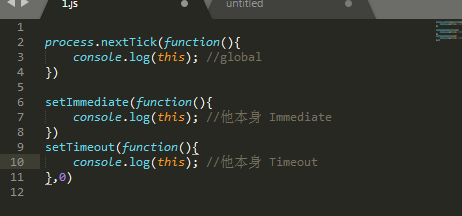 1.js
untitled
1
2 process.nextTick(function(){
3 console.log(this); //global
4 })
5
6 setImmediate(function(){
7 console.log(this); //他本身 Immediate
8 })
9 setTimeout(function(){
10 console.log(this); //他本身 Timeout
11 },0)
12